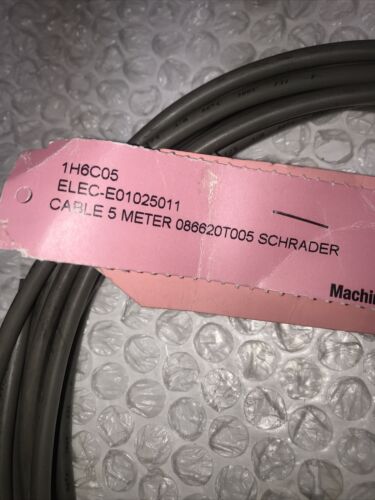 1H6C05
ELEC-E01025011
CABLE 5 METER 086620T005 SCHRADER
Machin